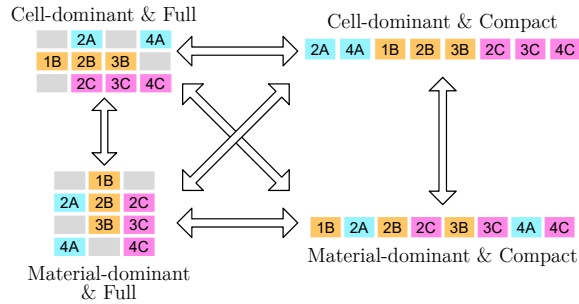 Cell-dominant & Full
2A 4A
1B 2B 3B
2C 3C 4C
Cell-dominant & Compact
2A 4A 1B 2B 3B 2C 3C 4C
1B
2A 2B 2C
3B 3C
4A 4C
Material-dominant
& Full
1B 2A 2B 2C 3B 3C 4A 4C
Material-dominant & Compact